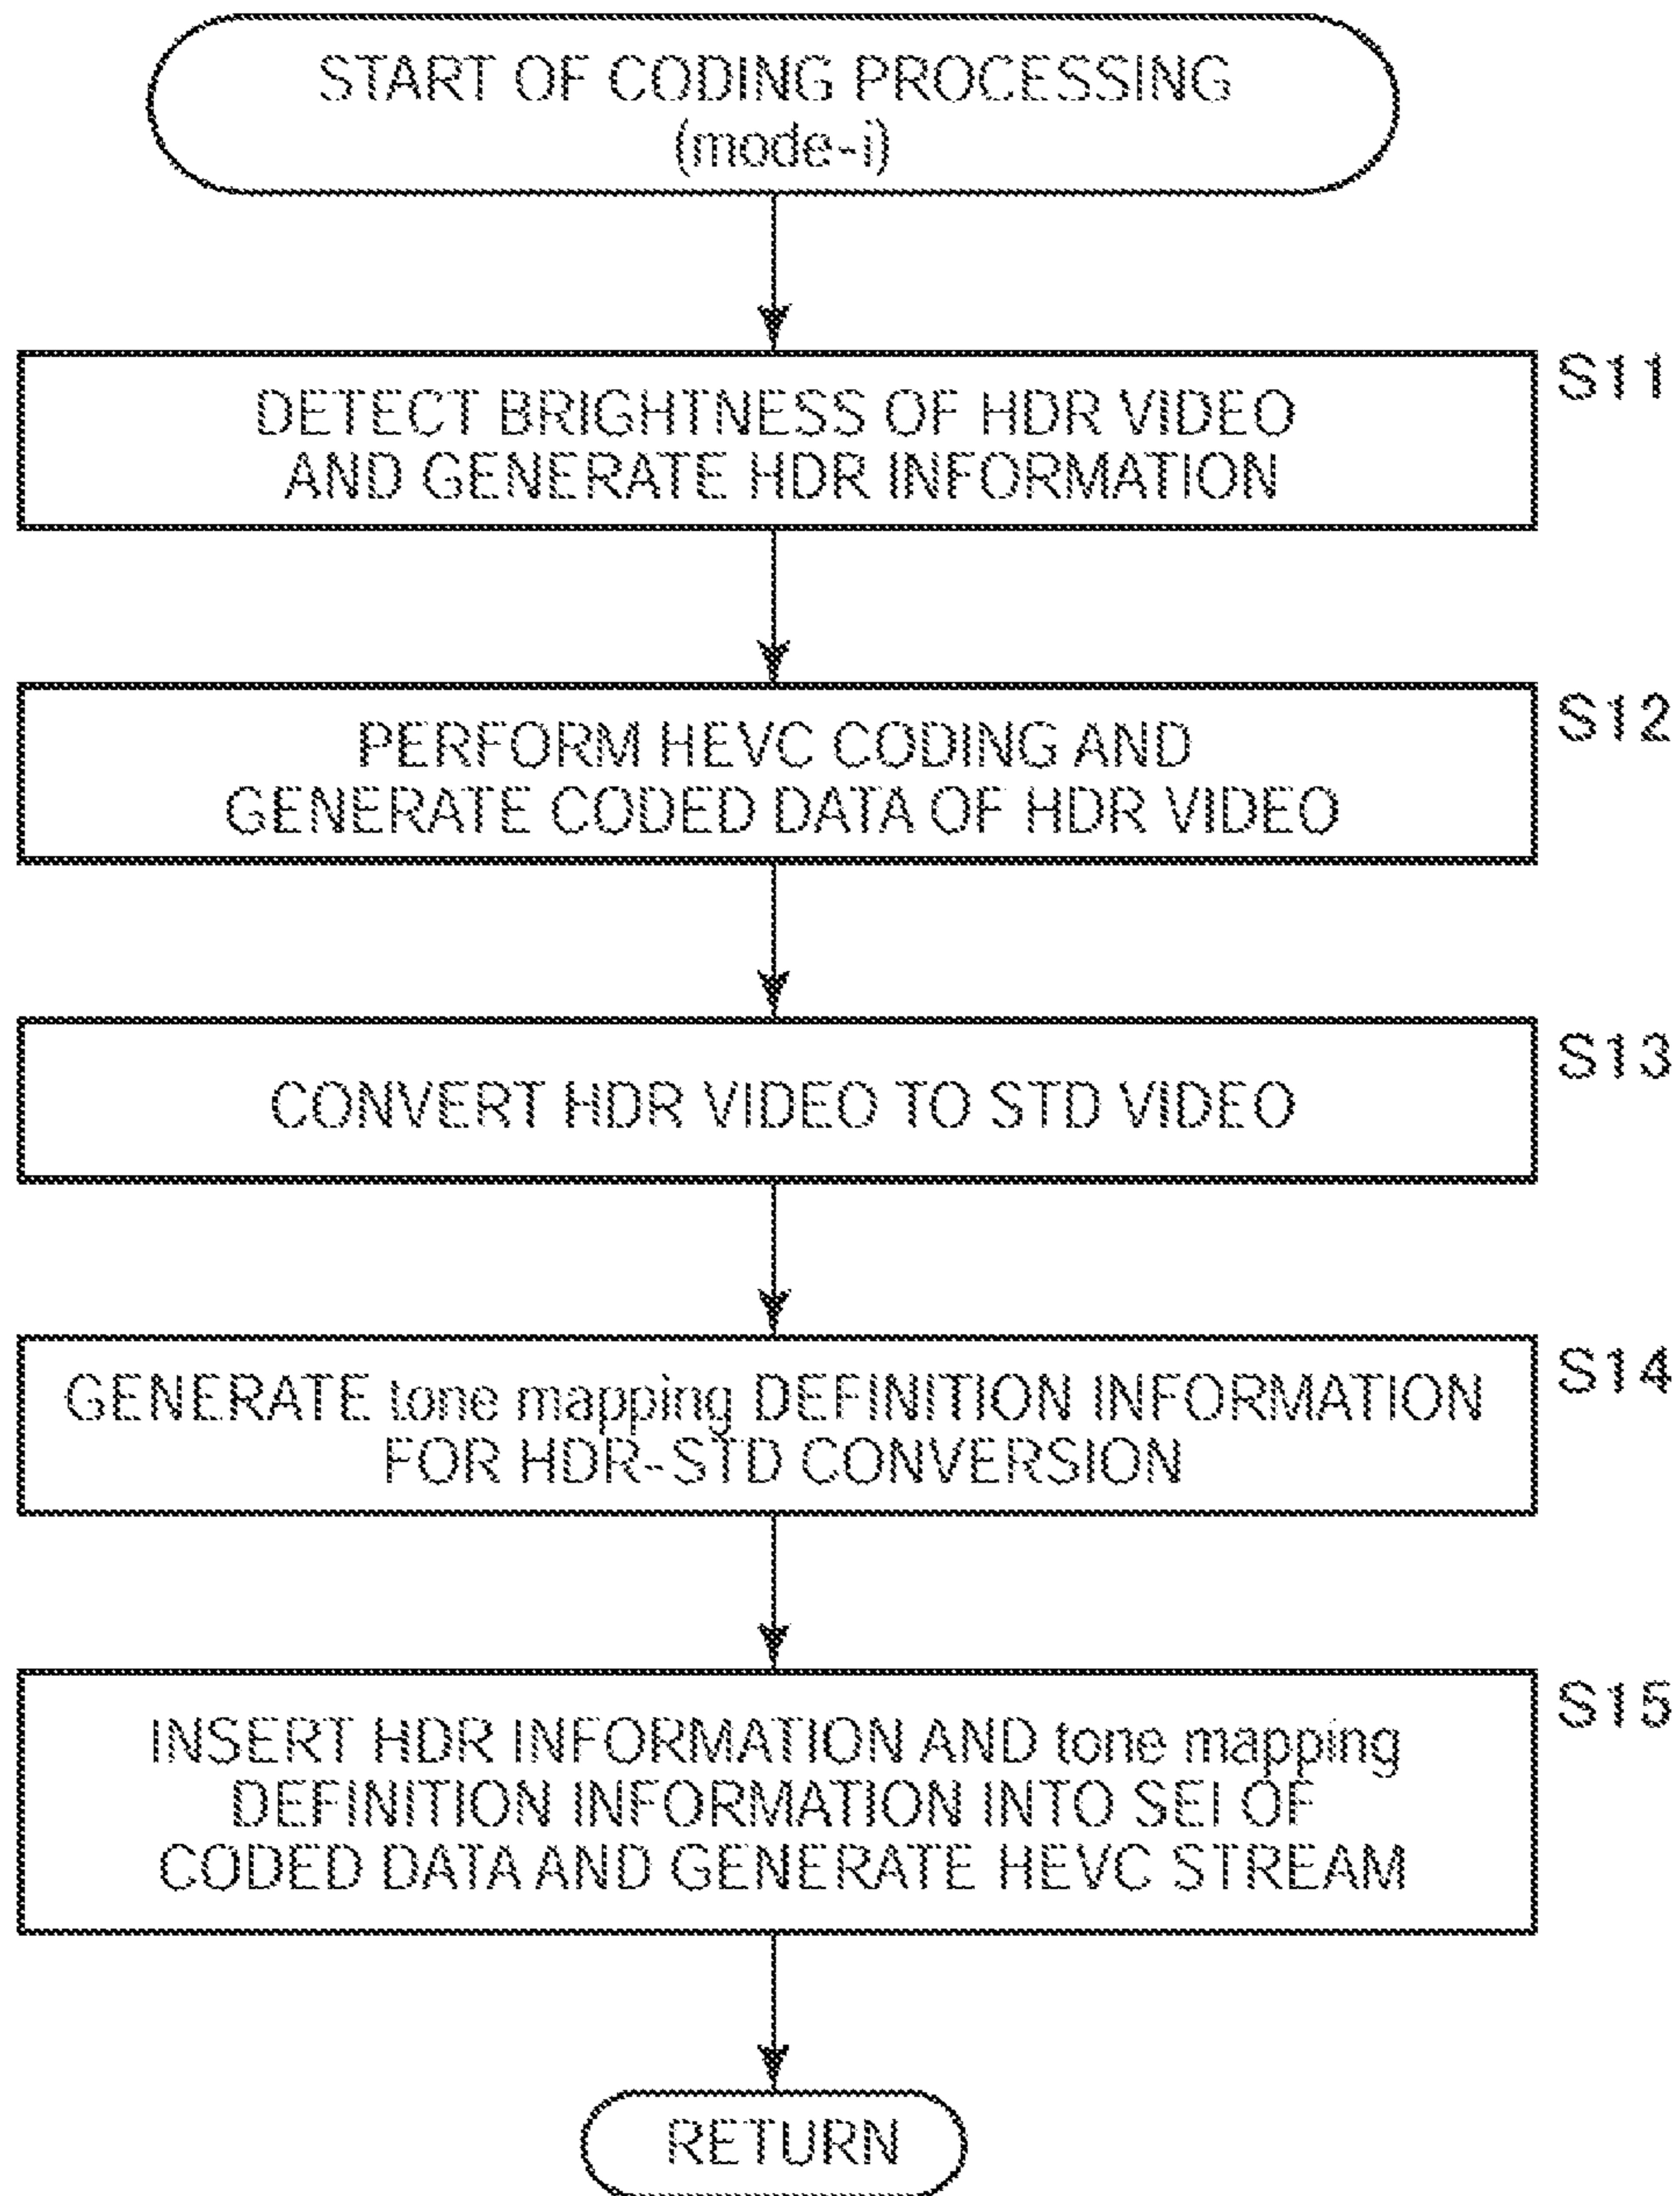 START OF CODING PROCESSING
(mode-i)
S11
DETECT BRIGHTNESS OF HDR VIDEO
AND GENERATE HDR INFORMATION
S12
PERFORM HEVC CODING AND
GENERATE CODED DATA OF HDR VIDEO
S13
CONVERT HDR VIDEO TO STD VIDEO
S14
GENERATE tone mapping DEFINITION INFORMATION
FOR HDR-STD CONVERSION
S15
INSERT HDR INFORMATION AND tone mapping
DEFINITION INFORMATION INTO SEI OF
CODED DATA AND GENERATE HEVC STREAM
RETURN